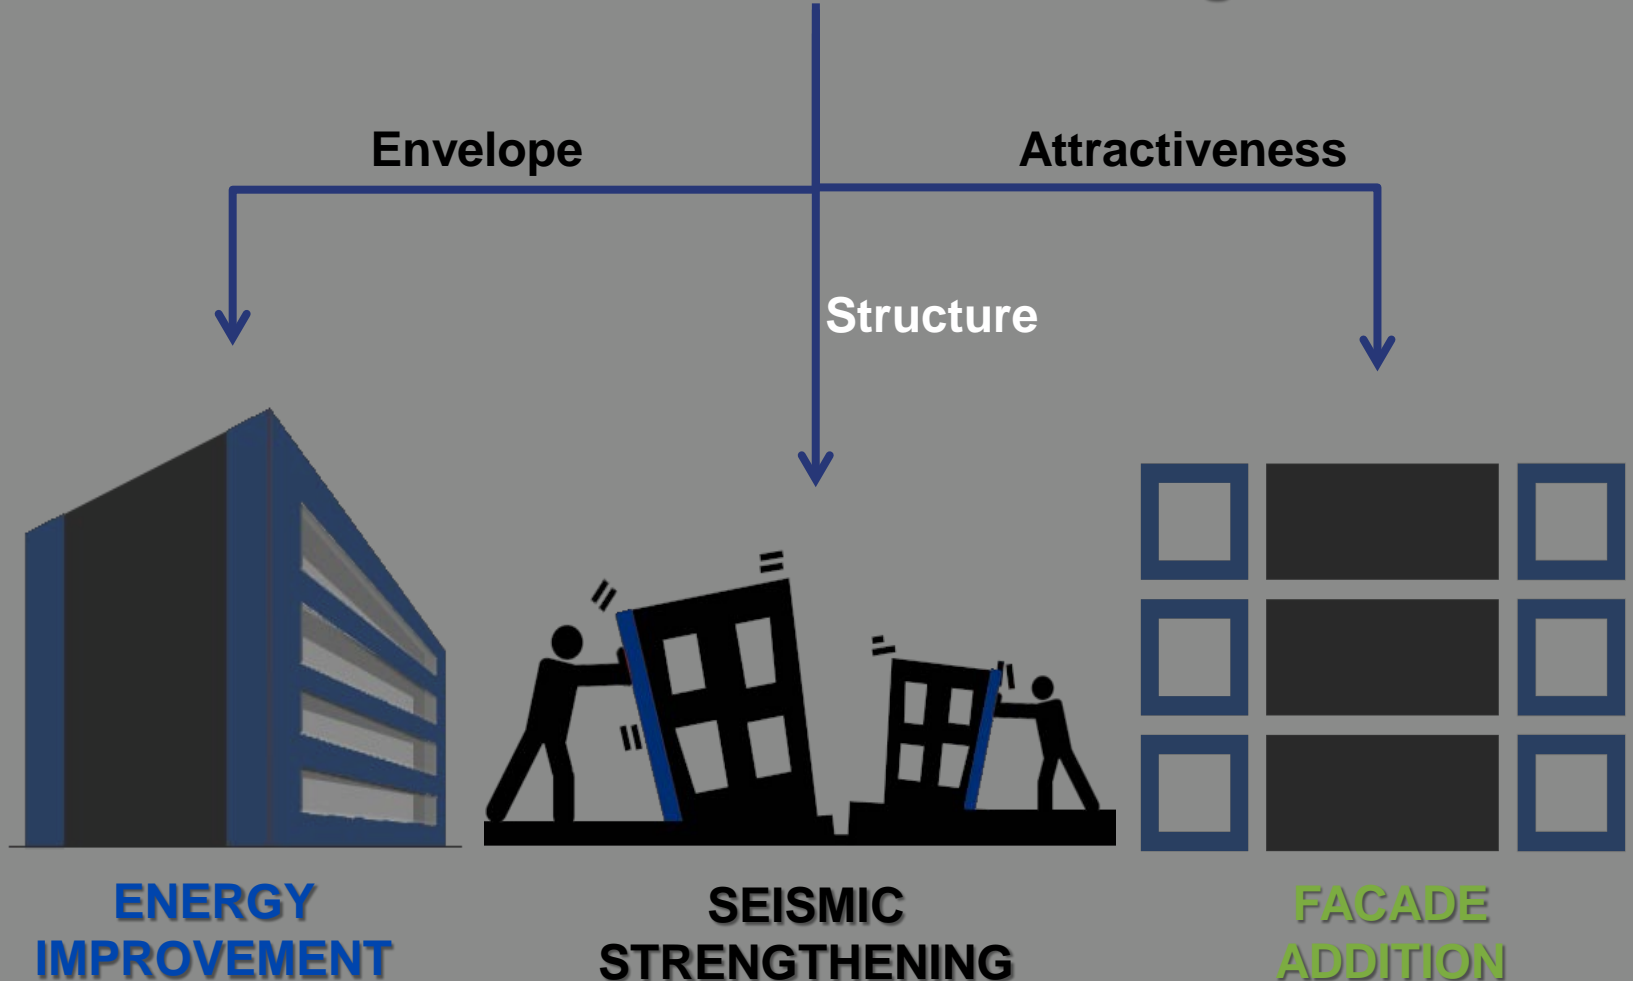 Envelope
Attractiveness
Structure
ENERGY
IMPROVEMENT
SEISMIC
STRENGTHENING
FACADE
ADDITION